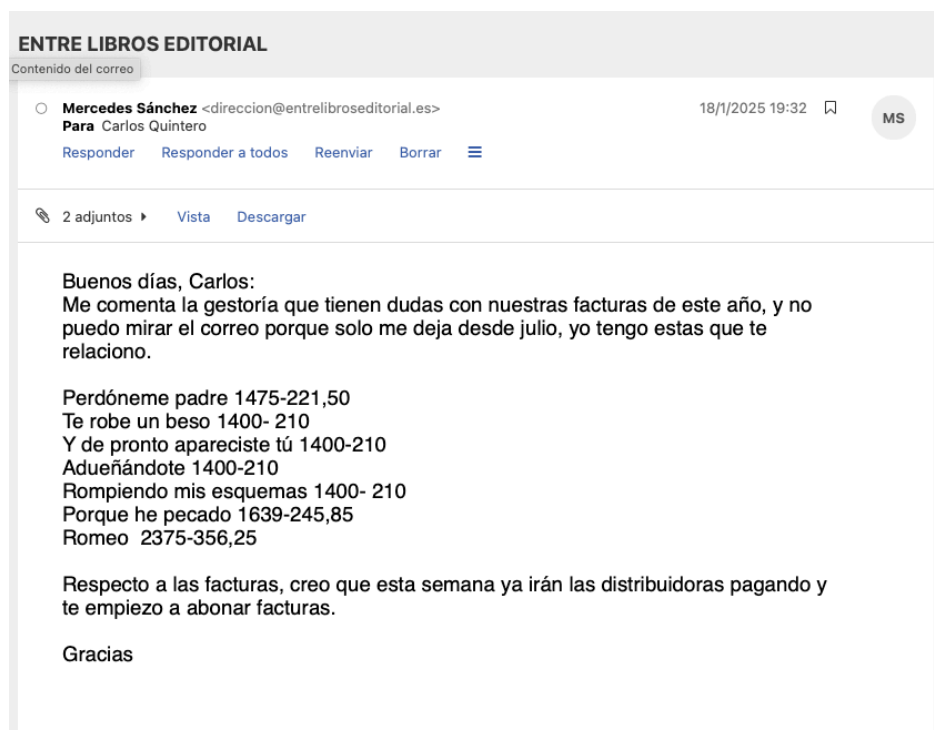 ENTRE LIBROS EDITORIAL
Contenido del correo
Mercedes Sánchez <direccion@entrelibroseditorial.es> 18/1/2025 19:32
MS
Para Carlos Quintero
Responder Responder a todos Reenviar Borrar
2 adjuntos Vista Descargar
Buenos días, Carlos:
Me comenta la gestoría que tienen dudas con nuestras facturas de este año, y no
puedo mirar el correo porque solo me deja desde julio, yo tengo estas que te
relaciono.
Perdóneme padre 1475-221,50
Te robe un beso 1400- 210
Y de pronto apareciste tú 1400-210
Adueñándote 1400-210
Rompiendo mis esquemas 1400- 210
Porque he pecado 1639-245,85
Romeo  2375-356,25
Respecto a las facturas, creo que esta semana ya irán las distribuidoras pagando y
te empiezo a abonar facturas.
Gracias